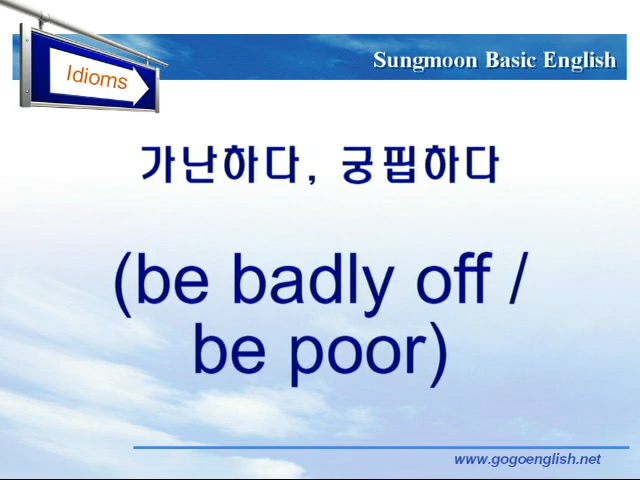 Idioms
Sungmoon Basic English
가난하다, 궁핍하다
(be badly off /
be poor)
www.gogoenglish.net